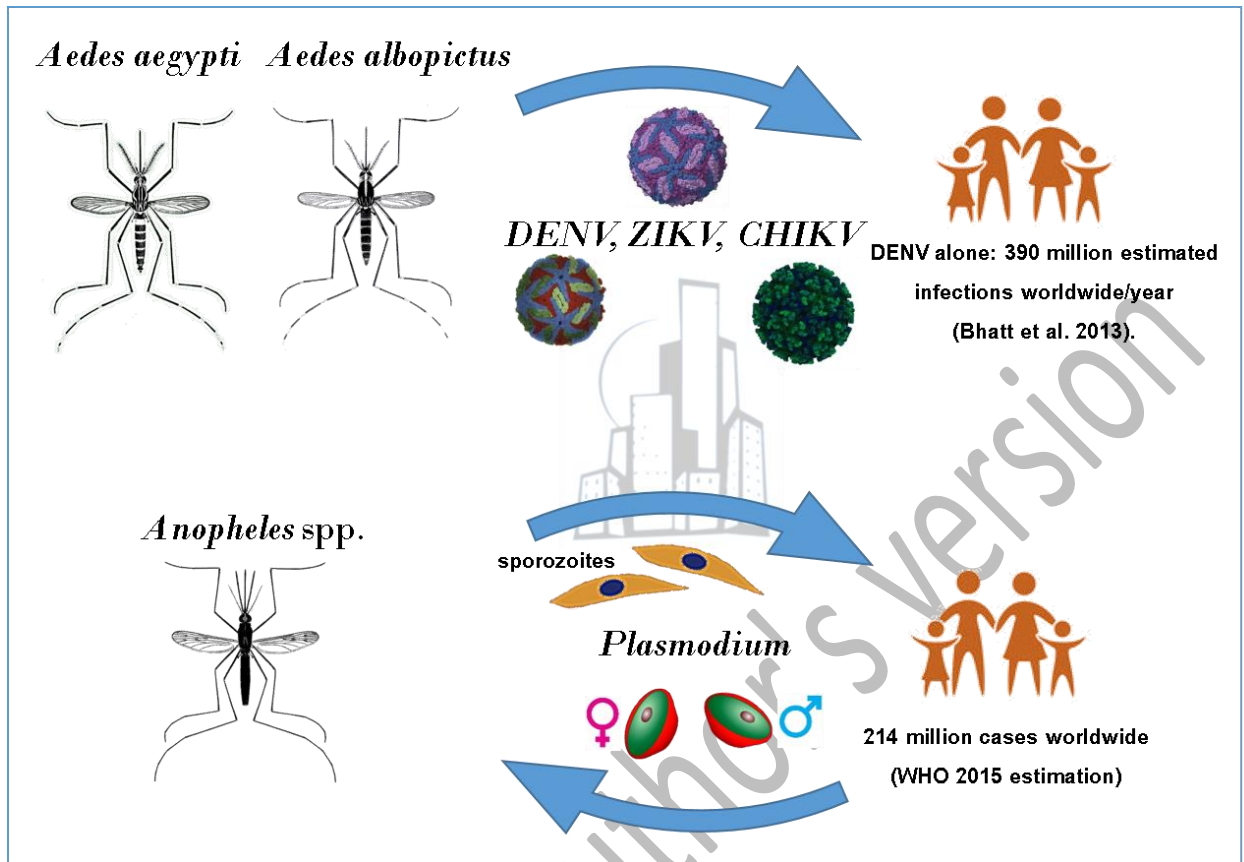 Aedes aegypti Aedes albopictus
DENV, ZIKV, CHIKV
DENV alone: 390 million estimated
infections worldwide/year
(Bhatt et al. 2013).
Anopheles spp.
sporozoites
Plasmodium
♀ ♂
214 million cases worldwide
(WHO 2015 estimation)
uthor's version